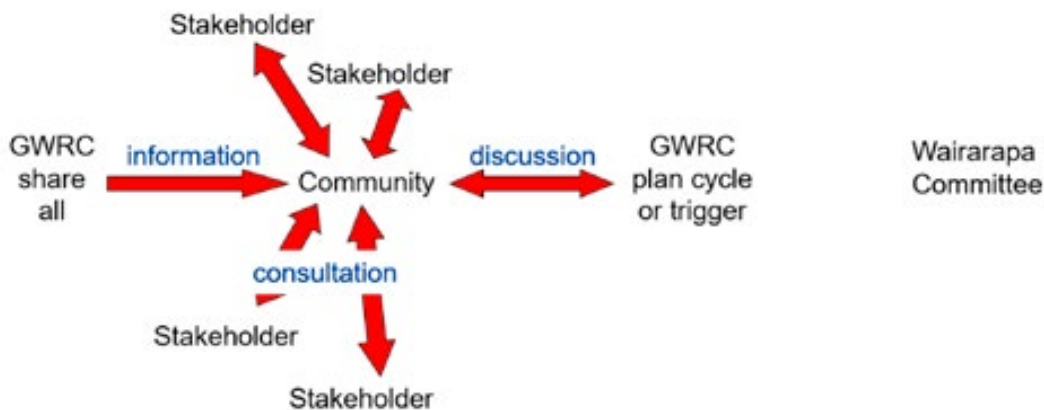 Stakeholder
Stakeholder
GWRC
share
all
information
Community
discussion
GWRC
plan cycle
or trigger
Wairarapa
Committee
consultation
Stakeholder
Stakeholder